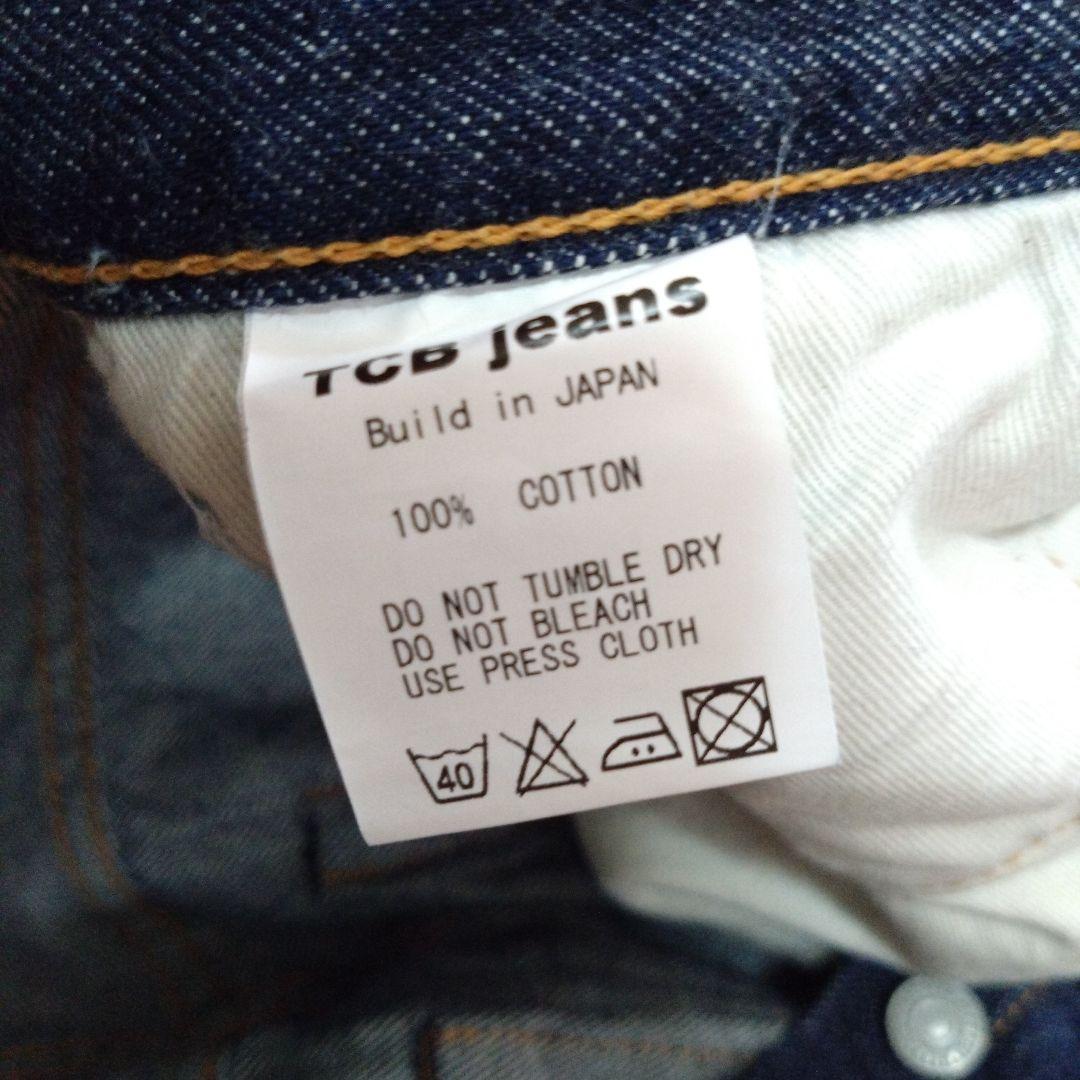 TCB jeans
Build in JAPAN
100% COTTON
DO NOT TUMBLE DRY
DO NOT BLEACH
USE PRESS CLOTH
40